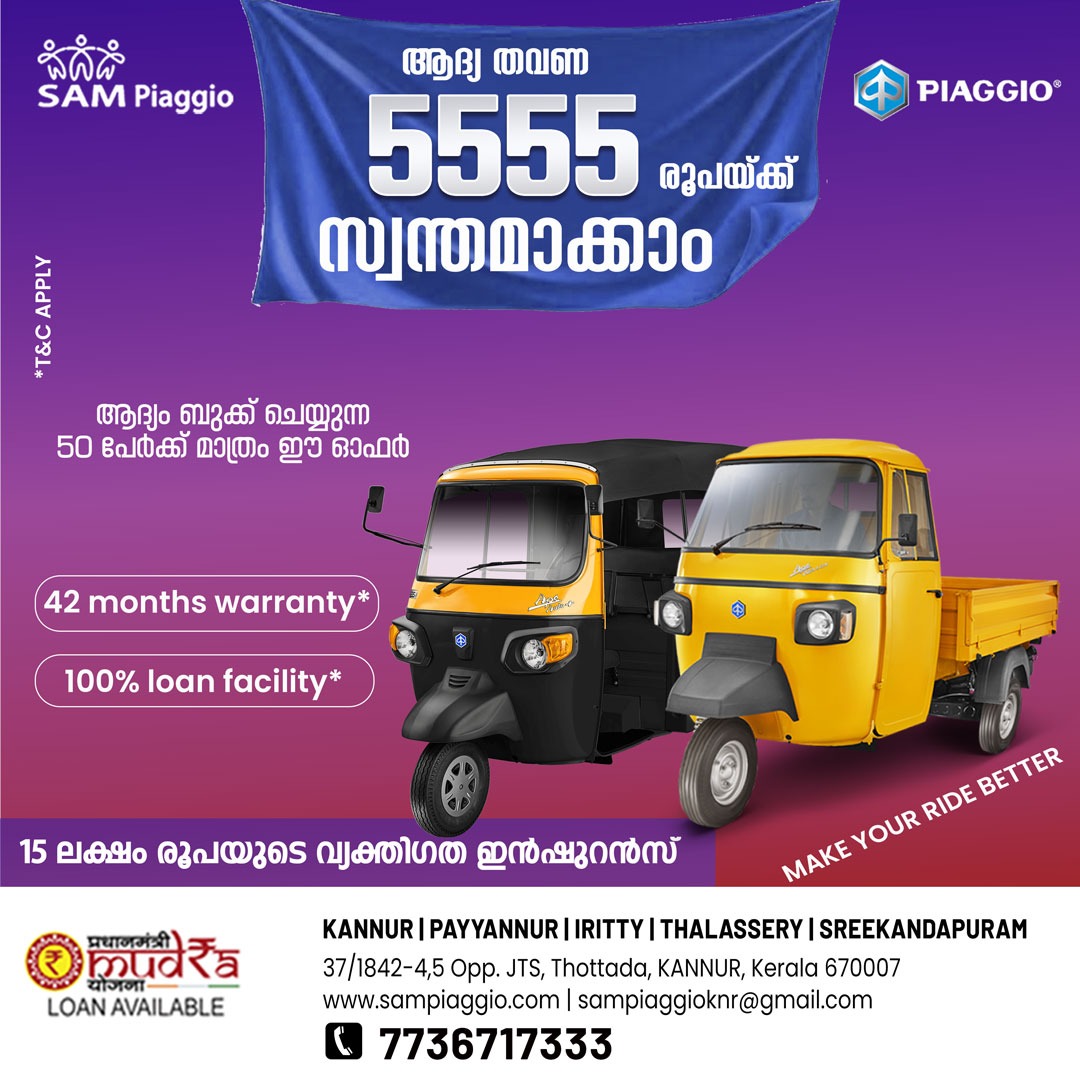 SAM Piaggio
ആദ്യ തവണ
5555 രൂപയ്ക്ക്
സ്വന്തമാക്കാം
PIAGGIO®
*T&C APPLY
ആദ്യം ബുക്ക് ചെയ്യുന്ന
50 പേർക്ക് മാത്രം ഈ ഓഫർ
42 months warranty*
100% loan facility*
MAKE YOUR RIDE BETTER
15 ലക്ഷം രൂപയുടെ വ്യക്തിഗത ഇൻഷുറൻസ്
प्रधानमंत्री
mudra
योजना
LOAN AVAILABLE
KANNUR | PAYYANNUR | IRITTY | THALASSERY | SREEKANDAPURAM
37/1842-4,5 Opp. JTS, Thottada, KANNUR, Kerala 670007
www.sampiaggio.com | sampiaggioknr@gmail.com
7736717333